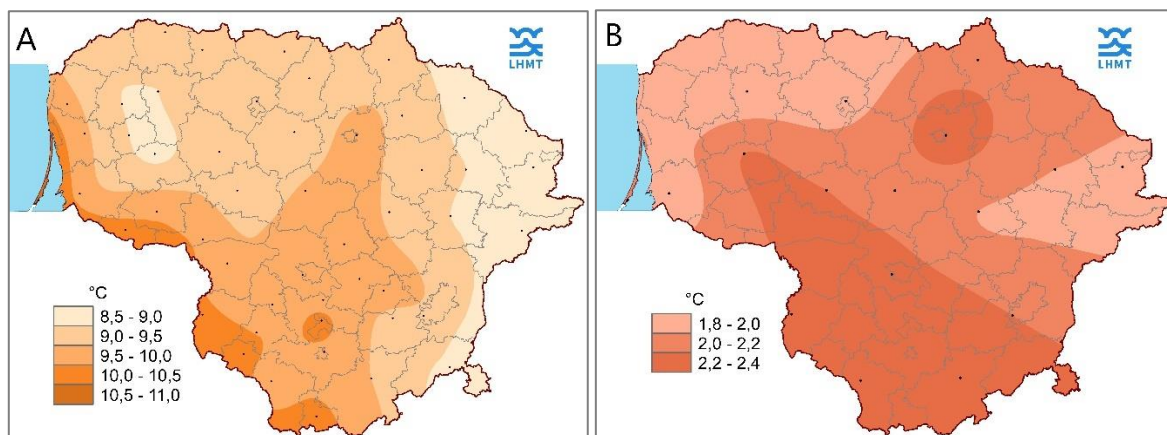 A
LHMT
°C
8,5 - 9,0
9,0 - 9,5
9,5 - 10,0
10,0 - 10,5
10,5 - 11,0
B
LHMT
°C
1,8 - 2,0
2,0 - 2,2
2,2 - 2,4